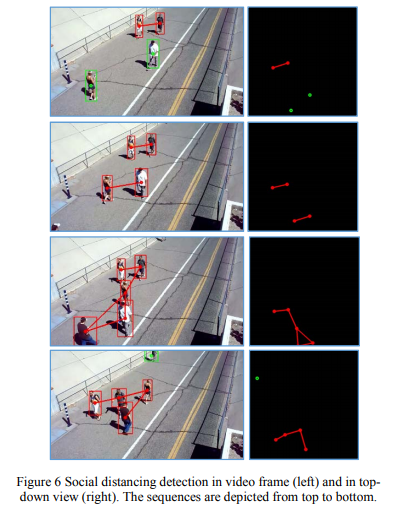 Figure 6 Social distancing detection in video frame (left) and in top-
down view (right). The sequences are depicted from top to bottom.